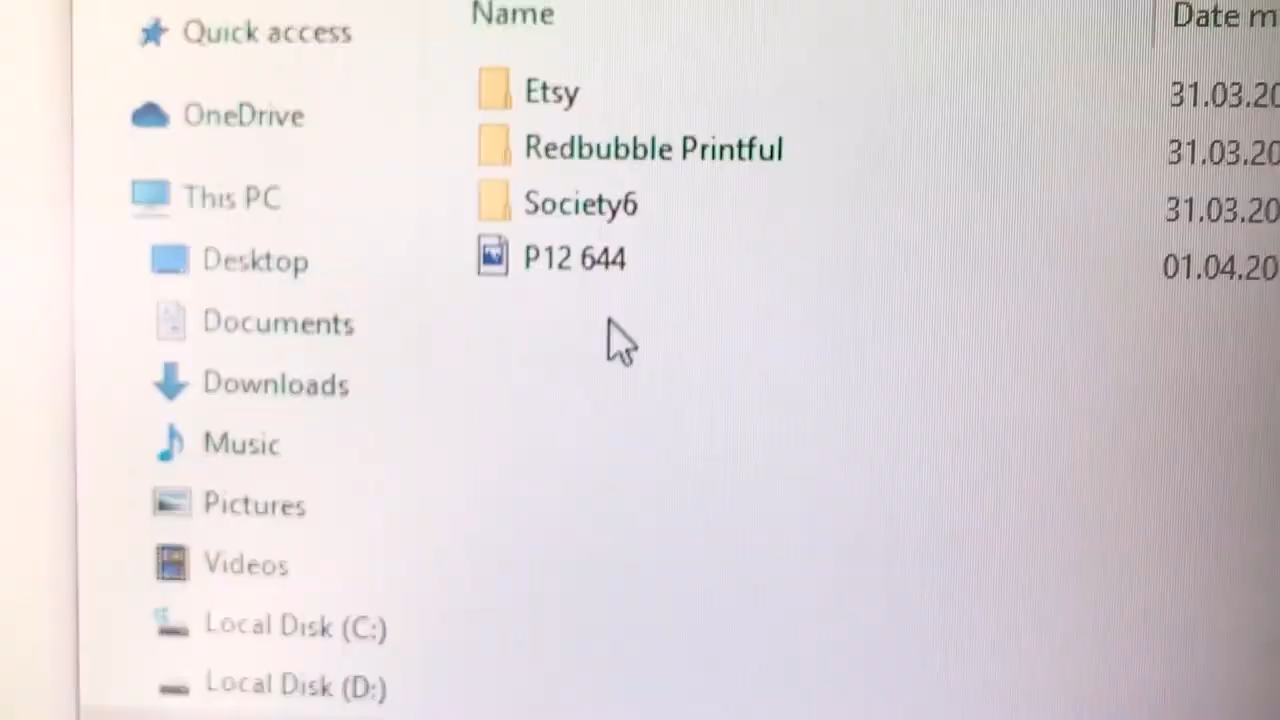 Quick access
OneDrive
This PC
Desktop
Documents
Downloads
Music
Pictures
Videos
Local Disk (C:)
Local Disk (D:)
Name
Date m
Etsy
31.03.20
Redbubble Printful
31.03.20
Society6
31.03.20
P12 644
01.04.20